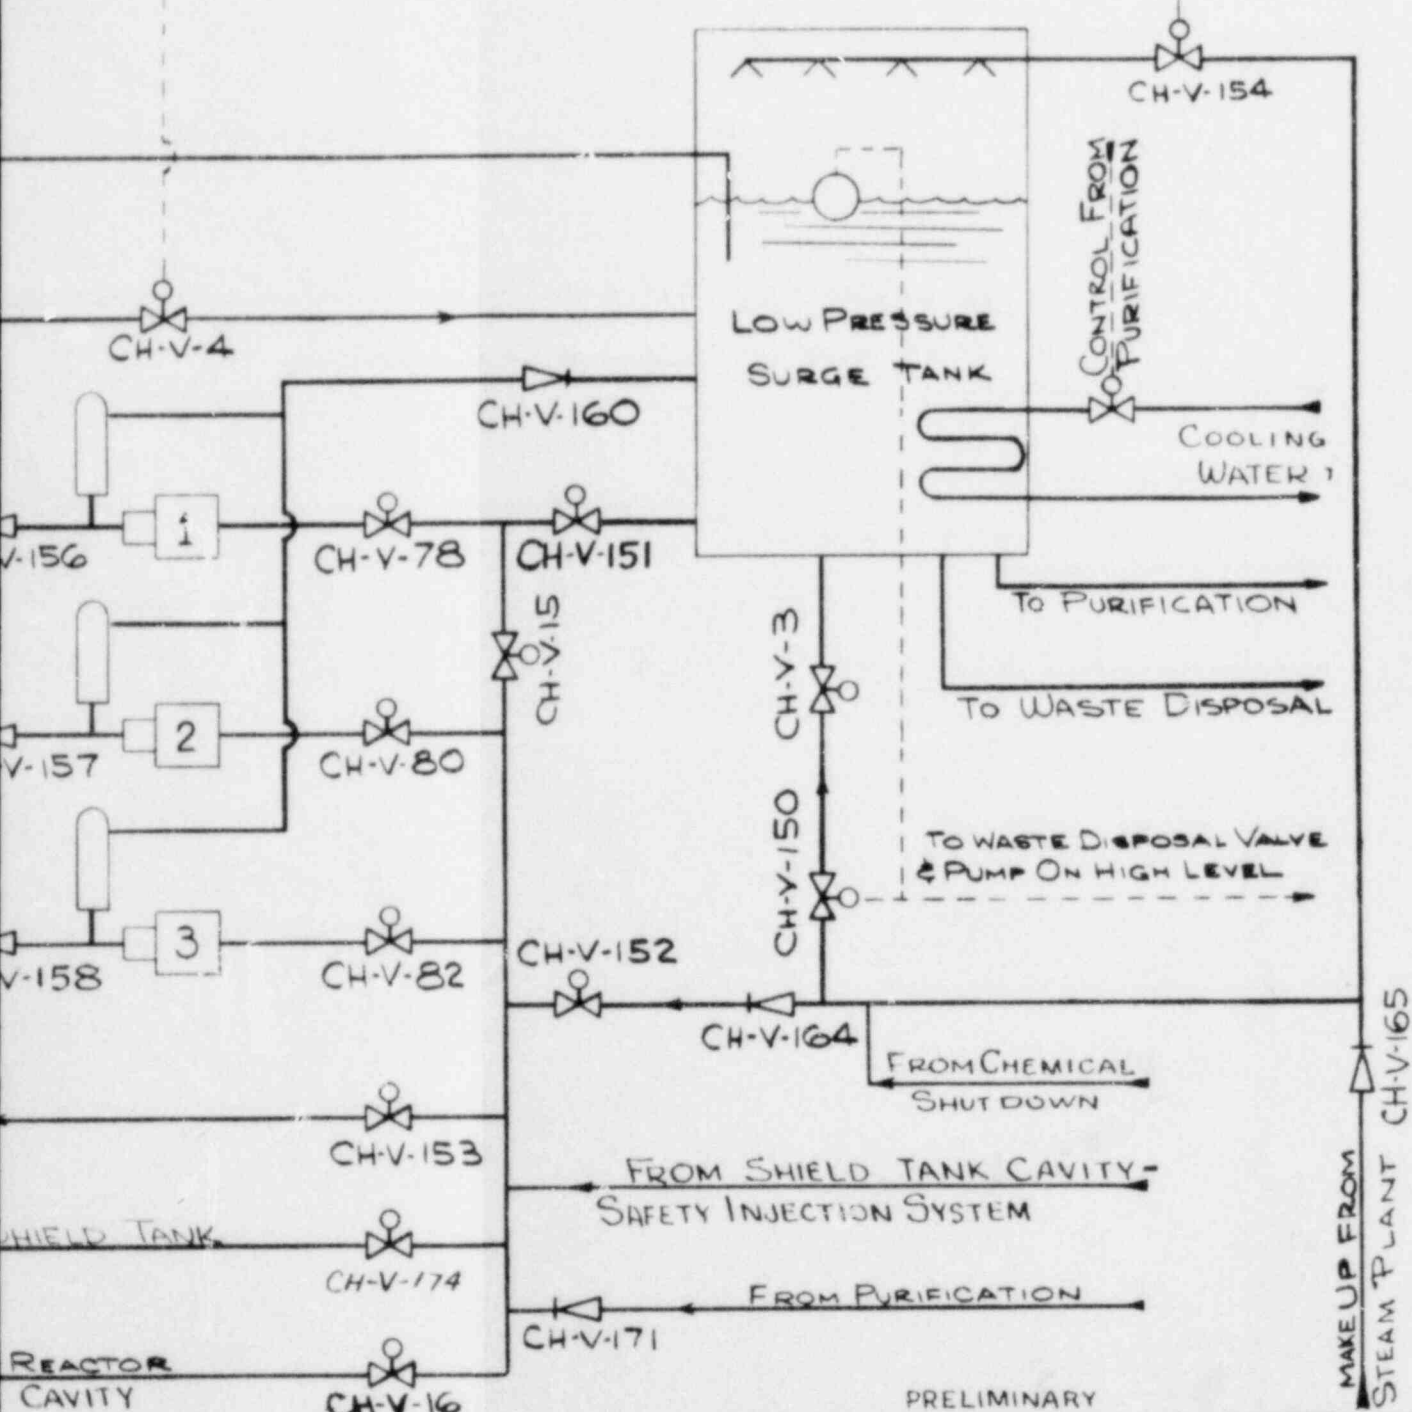 CH-V-154
CONTROL FROM
PURIFICATION
LOW PRESSURE
SURGE TANK
CH-V-4
CH-V-160
COOLING
WATER
1
V-156
CH-V-78
CH-V-151
TO PURIFICATION
CH-V-15
CH-V-3
TO WASTE DISPOSAL
2
V-157
CH-V-80
CH-V-150
TO WASTE DISPOSAL VALVE
& PUMP ON HIGH LEVEL
3
V-158
CH-V-82
CH-V-152
CH-V-164
FROM CHEMICAL
SHUT DOWN
CH-V-165
CH-V-153
FROM SHIELD TANK CAVITY-
SAFETY INJECTION SYSTEM
SHIELD TANK
CH-V-174
FROM PURIFICATION
CH-V-171
MAKE UP FROM
STEAM PLANT
REACTOR
CAVITY
CH-V-16
PRELIMINARY